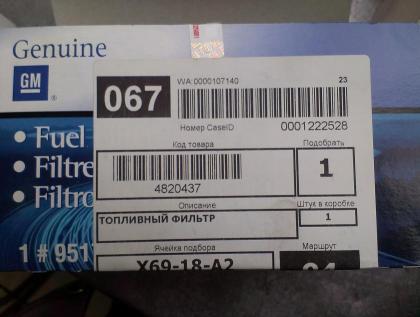 Genuine
GM ®
• Fuel
• Filtre
• Filtro
1 # 951
067
WA:0000107140 23
Номер CaseID 0001222528
Код товара Подобрать
4820437 1
Описание Штук в коробке
ТОПЛИВНЫЙ ФИЛЬТР 1
Ячейка подбора Маршрут
X69-18-A2